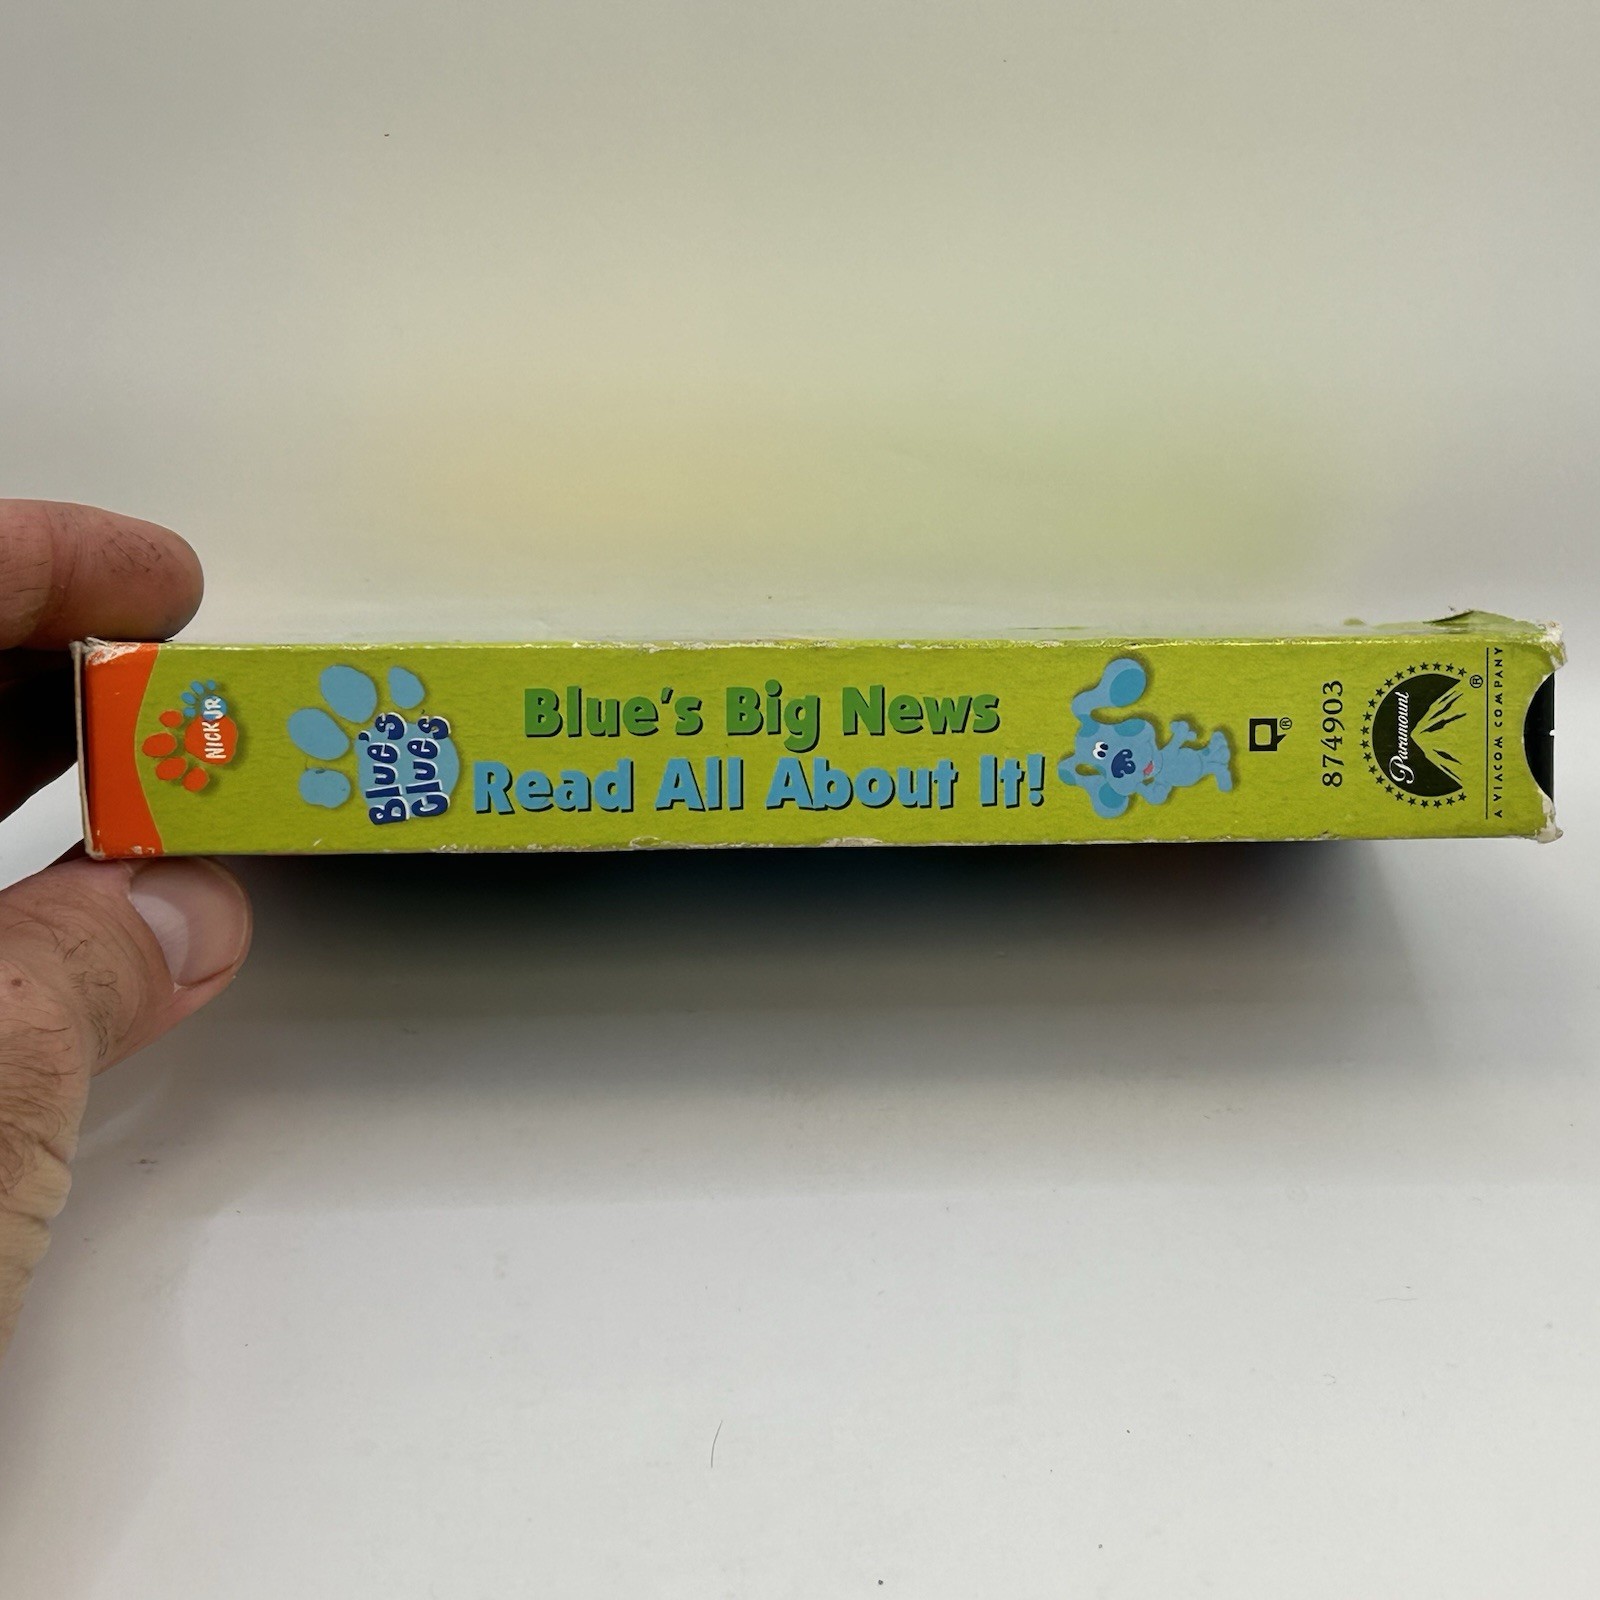 NICK JR.
Blue's
Clues
Blue's Big News
Read All About It!
®
874903
Paramount
®
A VIACOM COMPANY